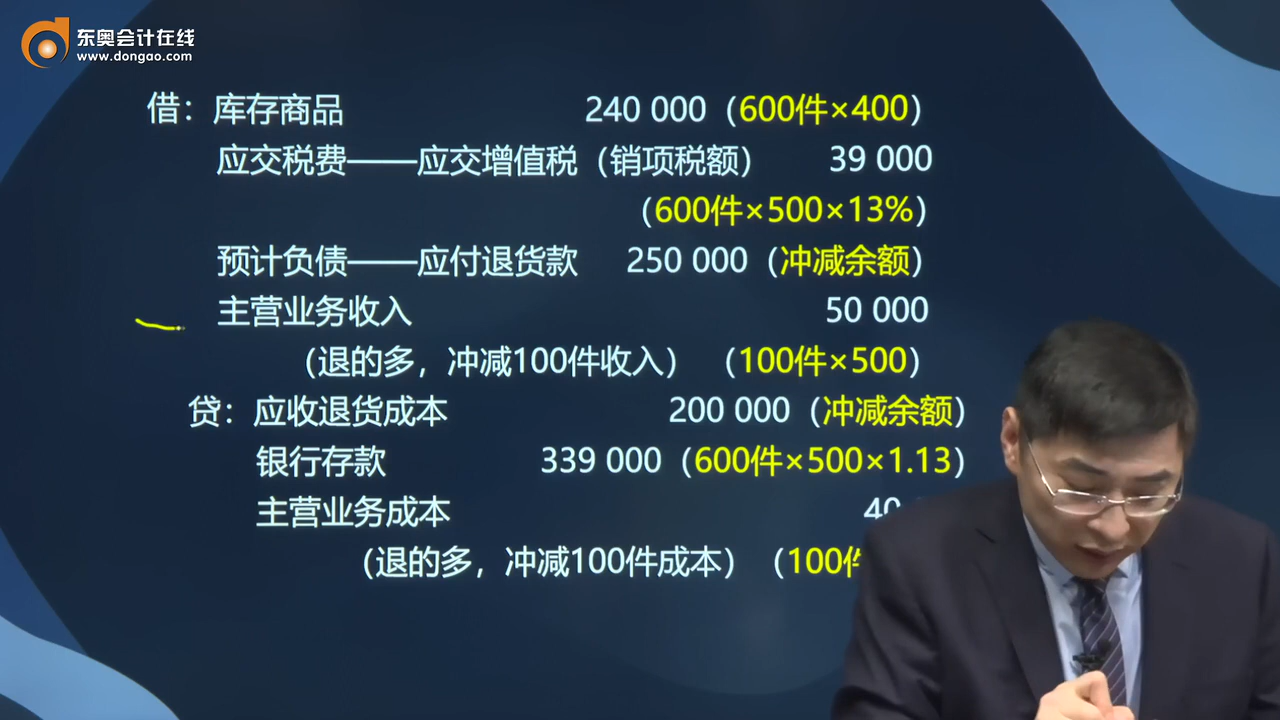 东奥会计在线
www.dongao.com
借：库存商品 240 000（600件×400）
应交税费——应交增值税（销项税额） 39 000
（600件×500×13%）
预计负债——应付退货款 250 000（冲减余额）
主营业务收入 50 000
（退的多，冲减100件收入）（100件×500）
贷：应收退货成本 200 000（冲减余额）
银行存款 339 000（600件×500×1.13）
主营业务成本 40
（退的多，冲减100件成本）（100件